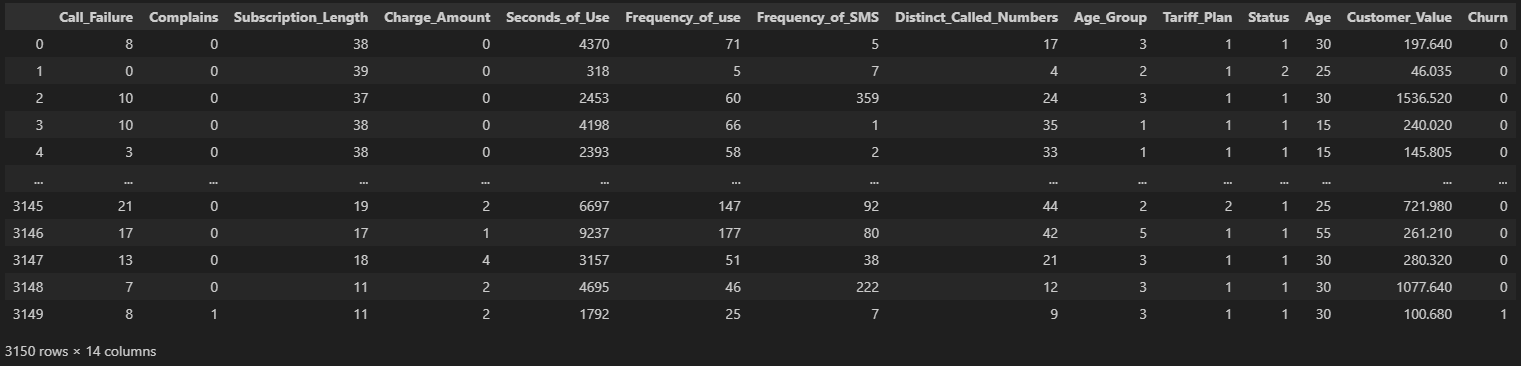 Call_Failure Complains Subscription_Length Charge_Amount Seconds_of_Use Frequency_of_use Frequency_of_SMS Distinct_Called_Numbers Age_Group Tariff_Plan Status Age Customer_Value Churn
0 8 0 38 0 4370 71 5 17 3 1 1 30 197.640 0
1 0 0 39 0 318 5 7 4 2 1 2 25 46.035 0
2 10 0 37 0 2453 60 359 24 3 1 1 30 1536.520 0
3 10 0 38 0 4198 66 1 35 1 1 1 15 240.020 0
4 3 0 38 0 2393 58 2 33 1 1 1 15 145.805 0
... ... ... ... ... ... ... ... ... ... ... ... ... ... ...
3145 21 0 19 2 6697 147 92 44 2 2 1 25 721.980 0
3146 17 0 17 1 9237 177 80 42 5 1 1 55 261.210 0
3147 13 0 18 4 3157 51 38 21 3 1 1 30 280.320 0
3148 7 0 11 2 4695 46 222 12 3 1 1 30 1077.640 0
3149 8 1 11 2 1792 25 7 9 3 1 1 30 100.680 1
3150 rows × 14 columns